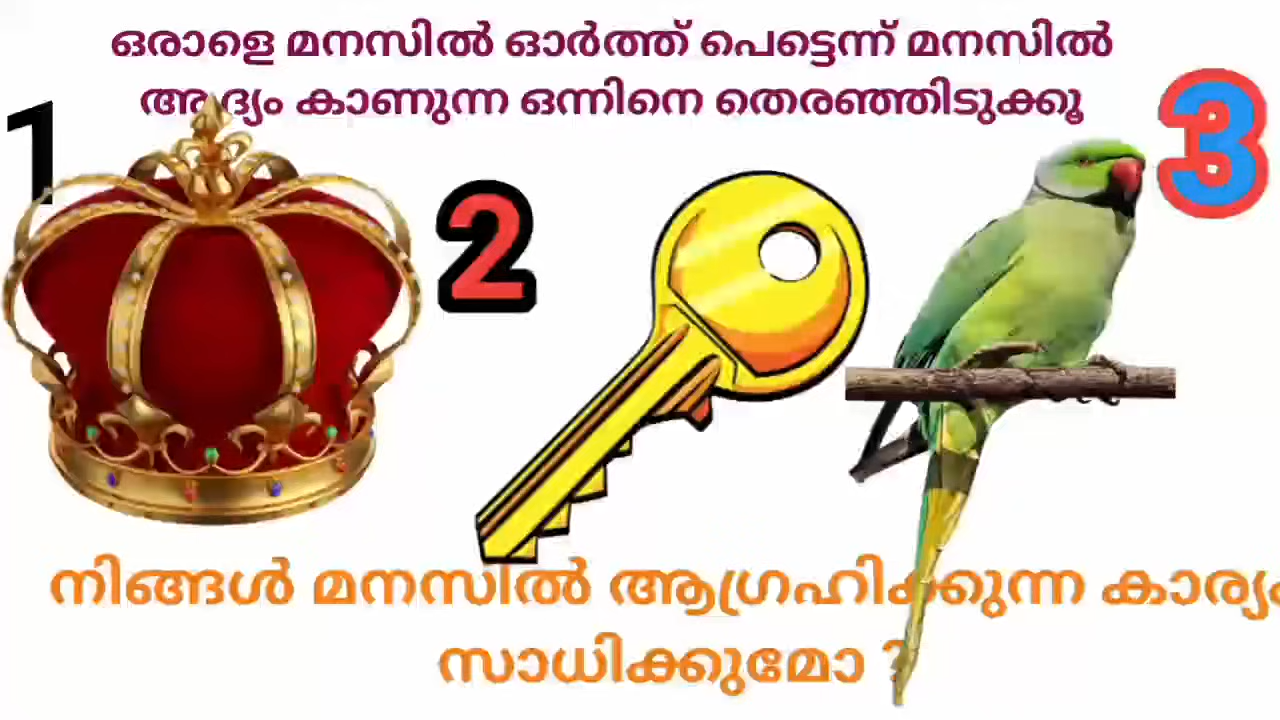 ഒരാളെ മനസിൽ ഓർത്ത് പെട്ടെന്ന് മനസിൽ
ആദ്യം കാണുന്ന ഒന്നിനെ തെരഞ്ഞിടുക്കൂ
1
2
3
നിങ്ങൾ മനസിൽ ആഗ്രഹിക്കുന്ന കാര്യം
സാധിക്കുമോ ?